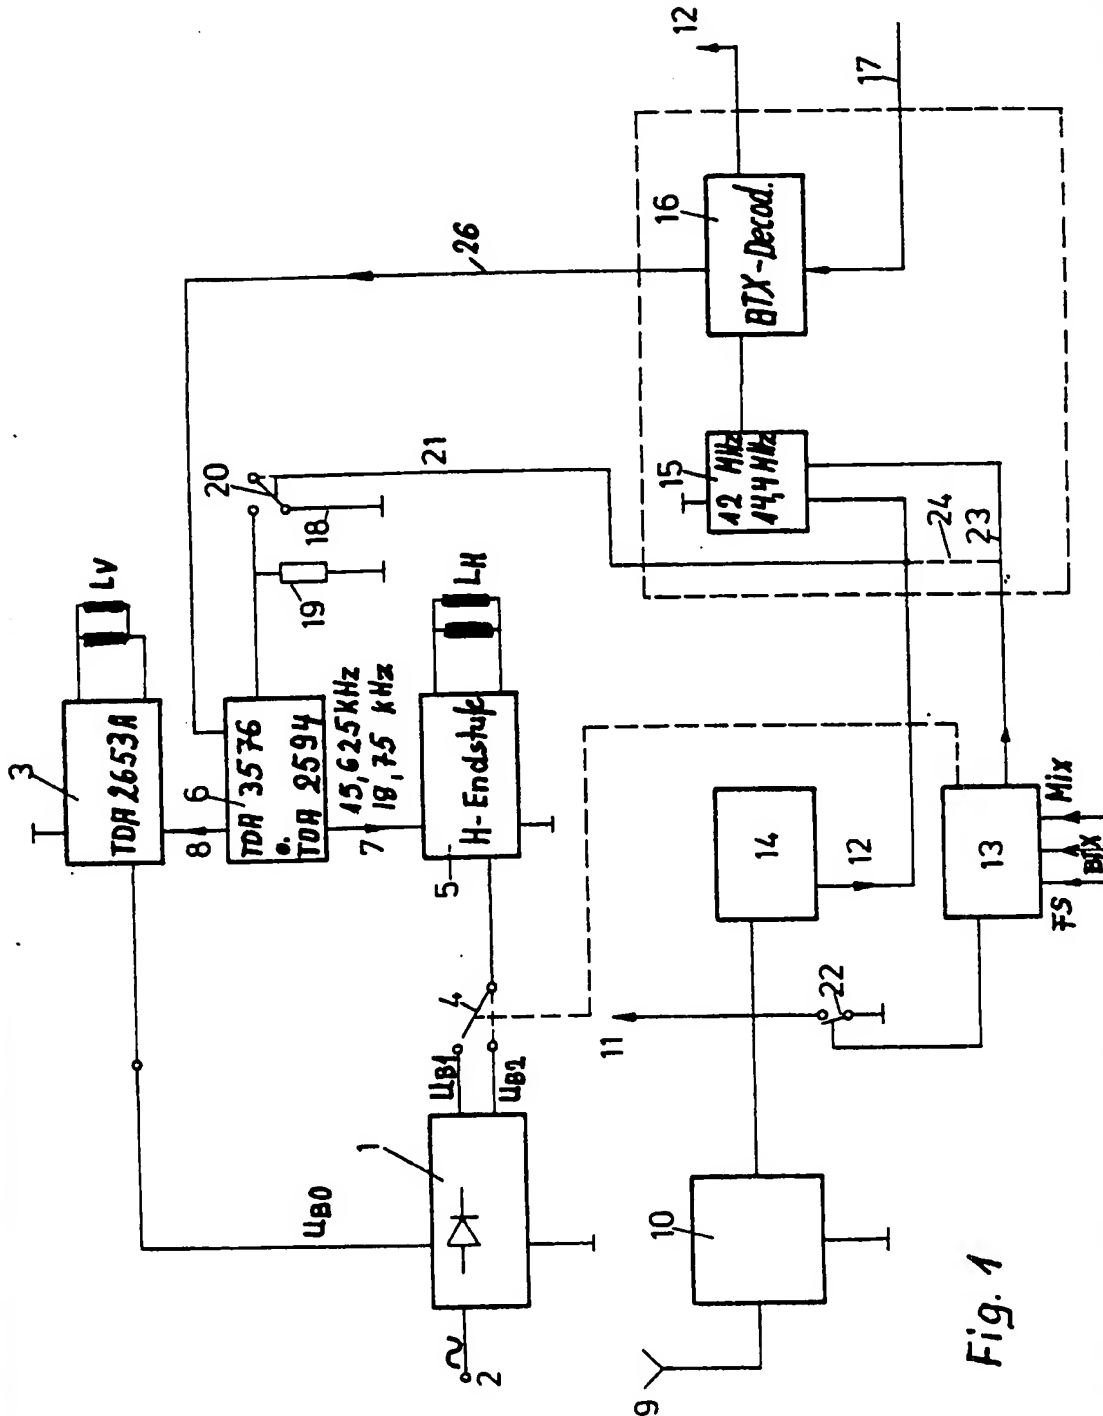 3
TDA 2653A
LV
8
6
TDA 3576
o.
TDA 2594
7
15,625 KHz
18,75 KHz
19
18
20
21
26
5
H-Endstufe
LH
UB0
1
2
UB1
UB2
4
9
10
11
22
14
12
13
FS
BTX
Mix
15
12 MHz
14,4 MHz
16
BTX-Decod.
12
17
24
23
Fig. 1